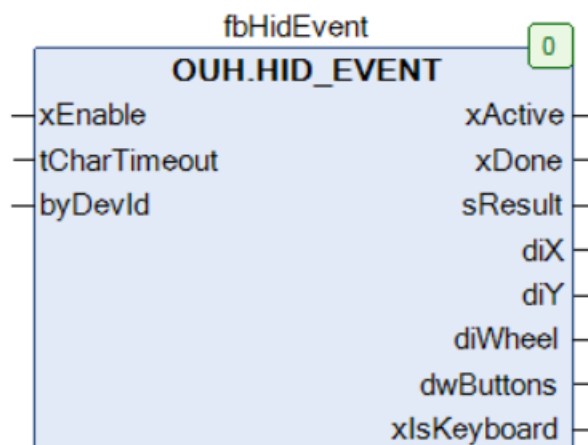 fbHidEvent
0
OUH.HID_EVENT
xEnable xActive
tCharTimeout xDone
byDevId sResult
diX
diY
diWheel
dwButtons
xIsKeyboard